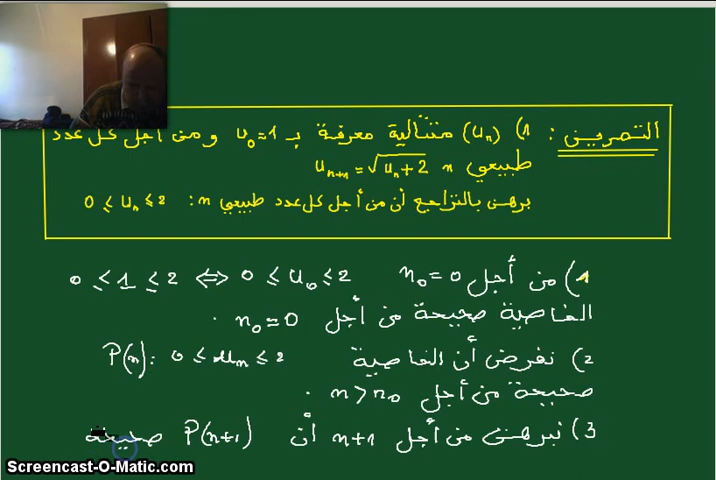 التمرين : 1) (Uₙ) متتالية معرفة بـ U₀=1 ومن أجل كل عدد
طبيعي n Uₙ₊₁=√(Uₙ+2)
برهن بالتراجع أن من أجل كل عدد طبيعي n: 0 ≤ Uₙ ≤ 2
1) من أجل n₀=0 0 ≤ U₀ ≤ 2 ⇔ 0 ≤ 1 ≤ 2
الخاصية صحيحة من أجل n₀=0 .
2) نفرض أن الخاصية P(n): 0 ≤ Uₙ ≤ 2
صحيحة من أجل n > n₀ .
3) نبرهن من أجل n+1 أن P(n+1) صحيحة
Screencast-O-Matic.com